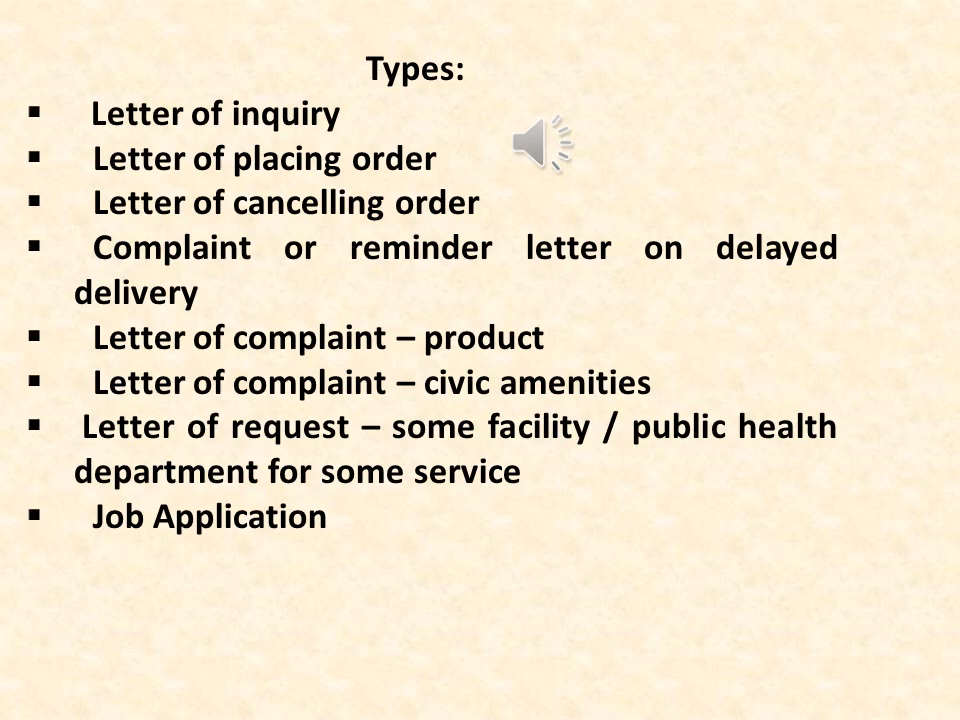 Types:
▪ Letter of inquiry
▪ Letter of placing order
▪ Letter of cancelling order
▪ Complaint or reminder letter on delayed
delivery
▪ Letter of complaint – product
▪ Letter of complaint – civic amenities
▪ Letter of request – some facility / public health
department for some service
▪ Job Application